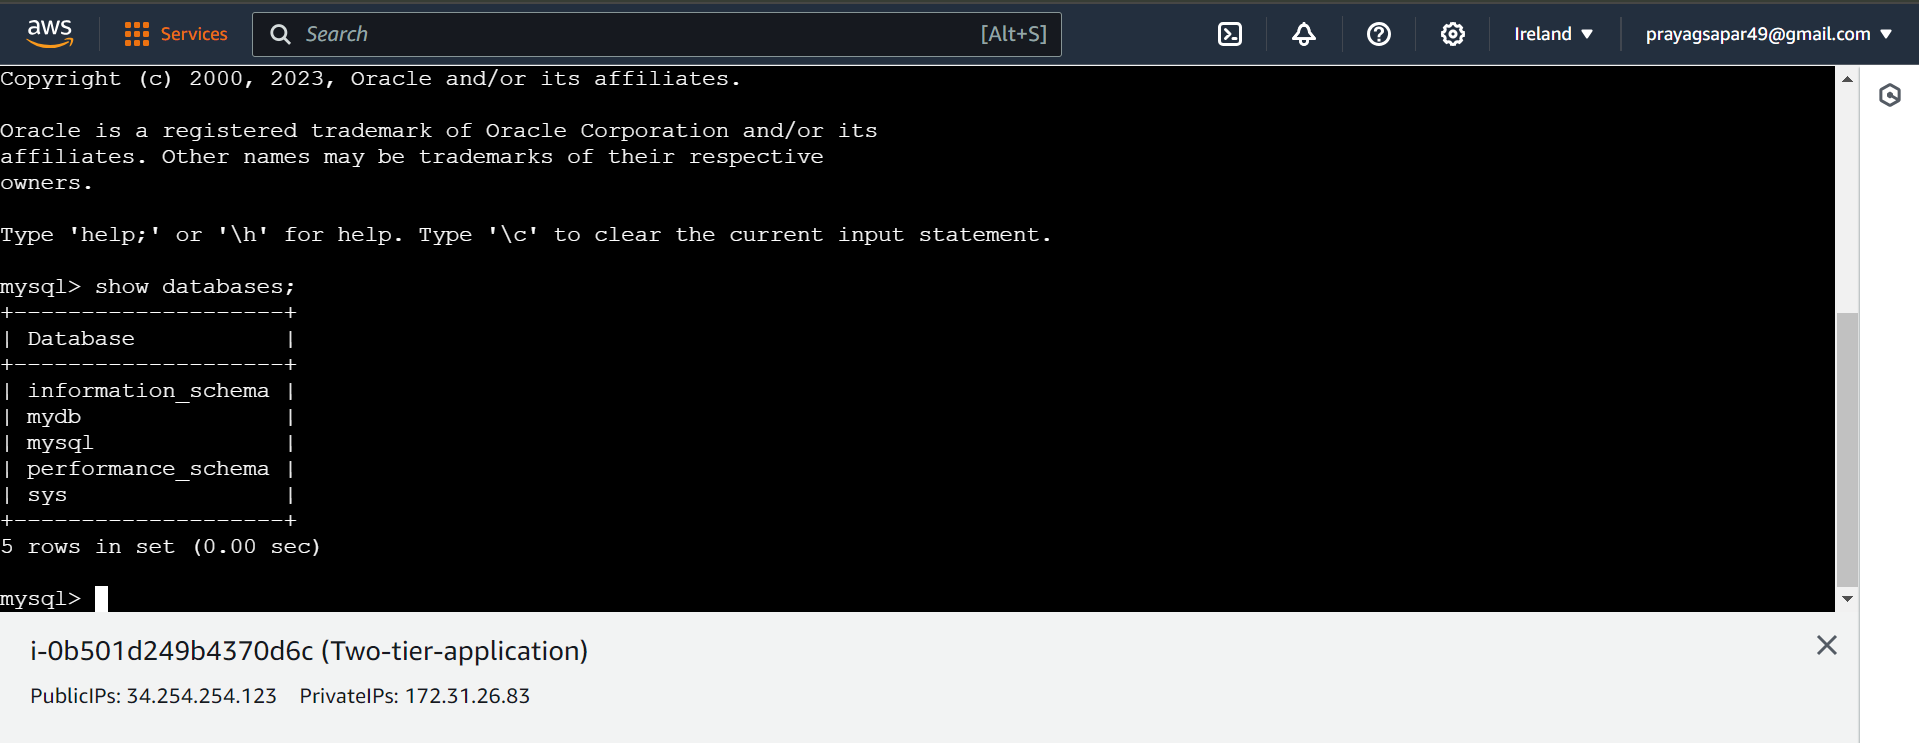 aws Services Search [Alt+S] Ireland ▼ prayagsapar49@gmail.com ▼
Copyright (c) 2000, 2023, Oracle and/or its affiliates.
Oracle is a registered trademark of Oracle Corporation and/or its
affiliates. Other names may be trademarks of their respective
owners.
Type 'help;' or '\h' for help. Type '\c' to clear the current input statement.
mysql> show databases;
+--------------------+
| Database           |
+--------------------+
| information_schema |
| mydb               |
| mysql              |
| performance_schema |
| sys                |
+--------------------+
5 rows in set (0.00 sec)
mysql>
i-0b501d249b4370d6c (Two-tier-application)
PublicIPs: 34.254.254.123 PrivateIPs: 172.31.26.83